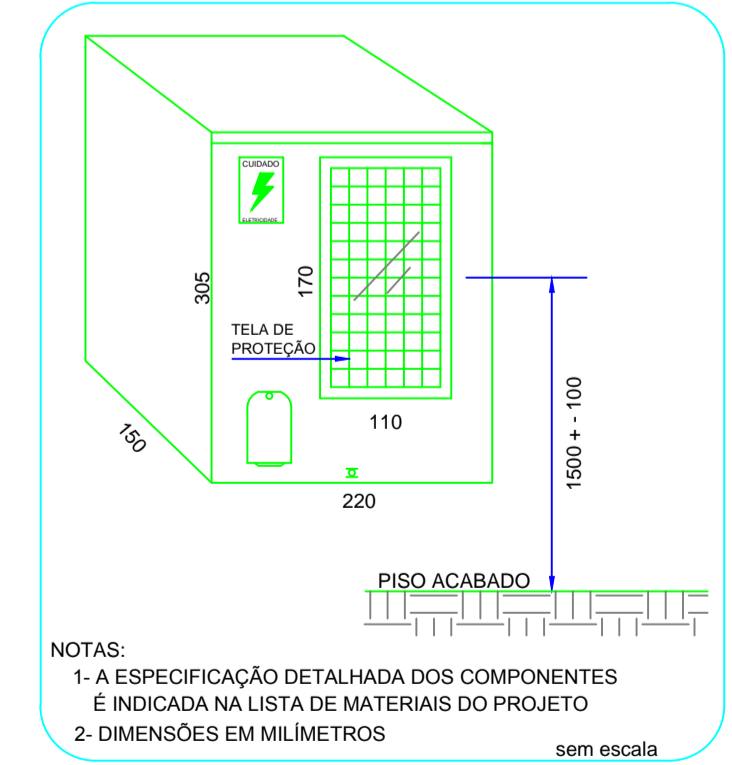 CUIDADO
ELETRICIDADE
305
170
TELA DE
PROTEÇÃO
110
150
220
1500 + - 100
PISO ACABADO
NOTAS:
1- A ESPECIFICAÇÃO DETALHADA DOS COMPONENTES
É INDICADA NA LISTA DE MATERIAIS DO PROJETO
2- DIMENSÕES EM MILÍMETROS
sem escala